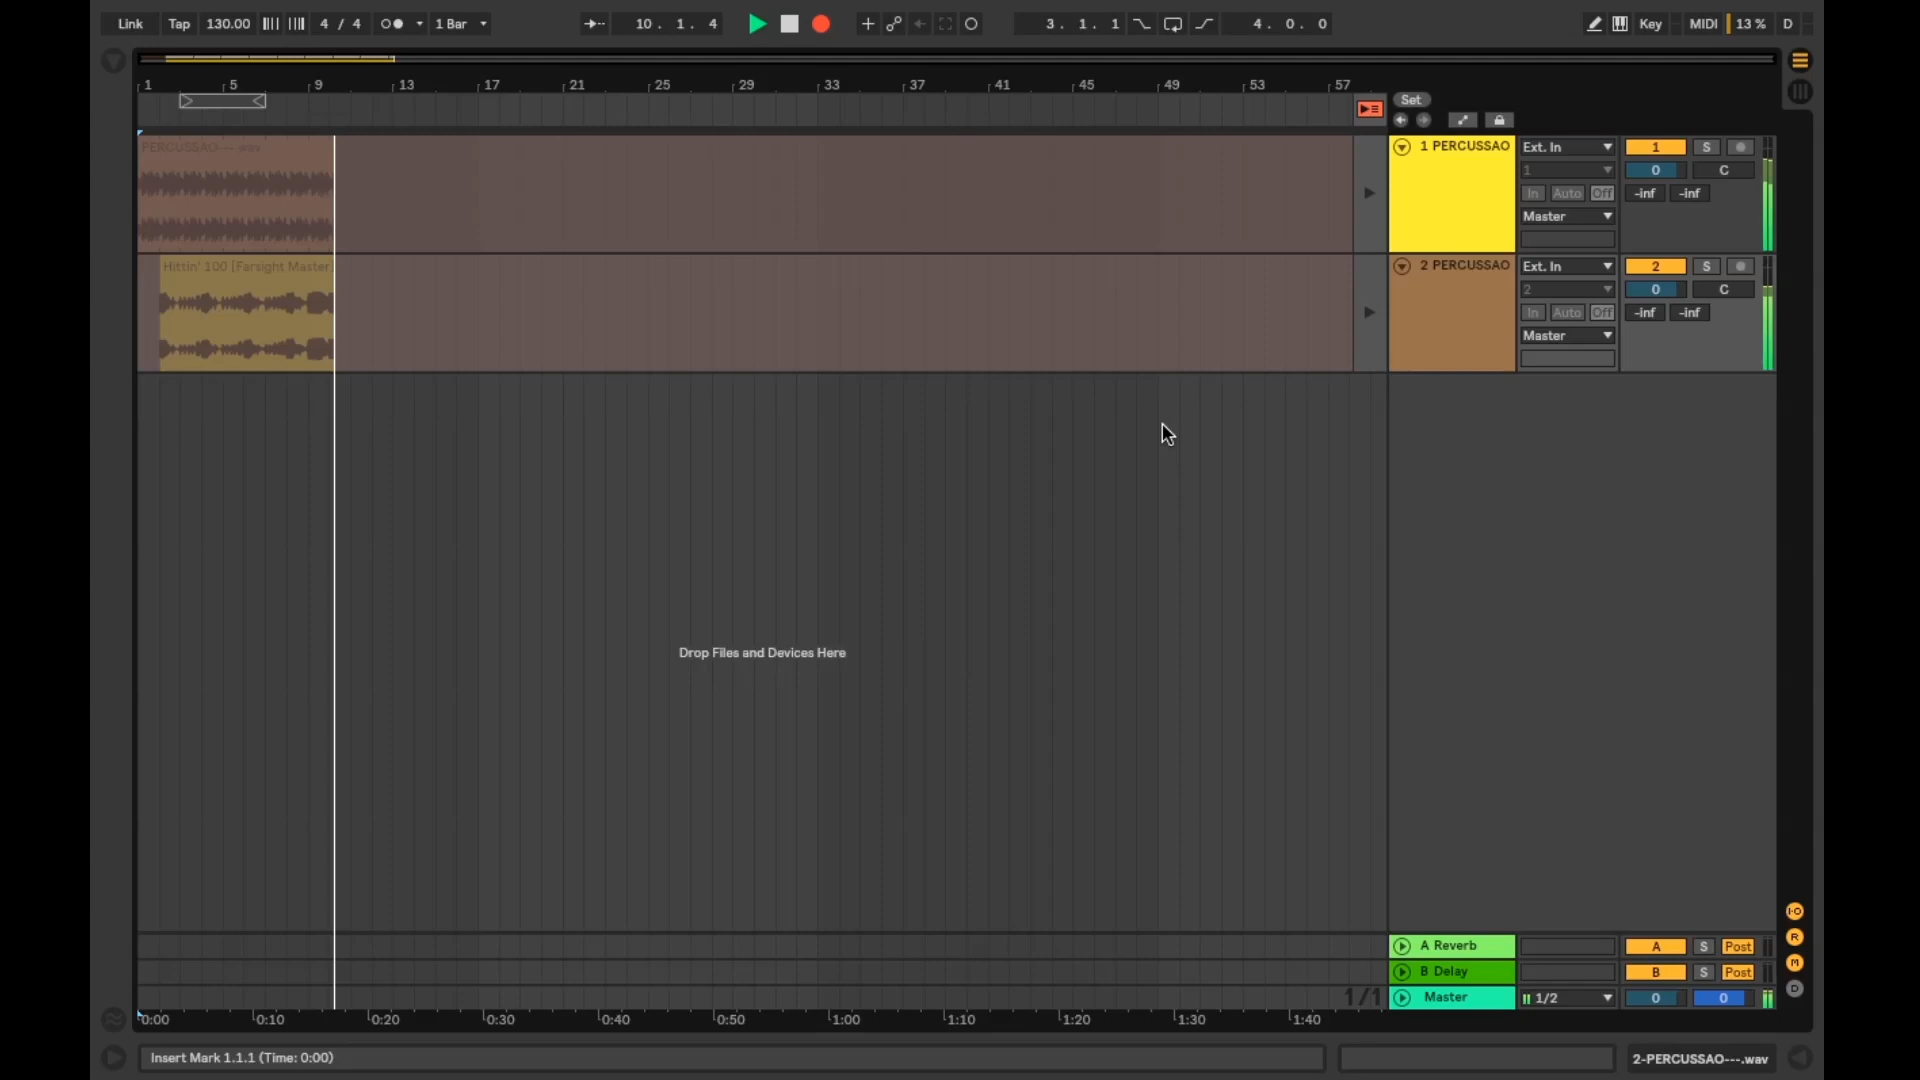 Link Tap 130.00 4 / 4 1 Bar 10. 1. 4 3. 1. 1 4. 0. 0 Key MIDI 13 % D
1 5 9 13 17 21 25 29 33 37 41 45 49 53 57
Set
PERCUSSAO---.wav
1 PERCUSSAO Ext. In 1 S
1 0 C
In Auto Off -inf -inf
Master
Hittin' 100 [Farsight Master
2 PERCUSSAO Ext. In 2 S
2 0 C
In Auto Off -inf -inf
Master
Drop Files and Devices Here
I·O
R
M
D
A Reverb A S Post
B Delay B S Post
1/1 Master 1/2 0 0
0:00 0:10 0:20 0:30 0:40 0:50 1:00 1:10 1:20 1:30 1:40
Insert Mark 1.1.1 (Time: 0:00) 2-PERCUSSAO---.wav